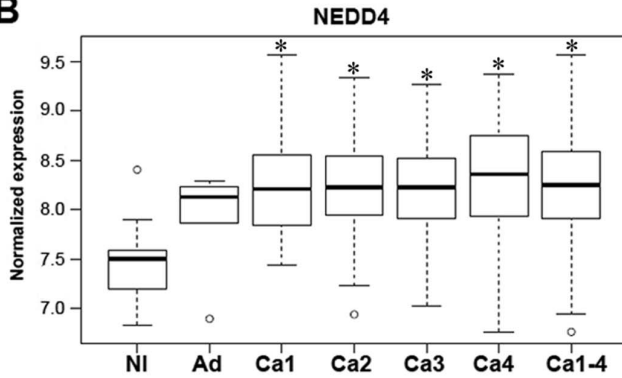 B
NEDD4
Normalized expression
9.5
9.0
8.5
8.0
7.5
7.0
* * * * *
Nl Ad Ca1 Ca2 Ca3 Ca4 Ca1-4